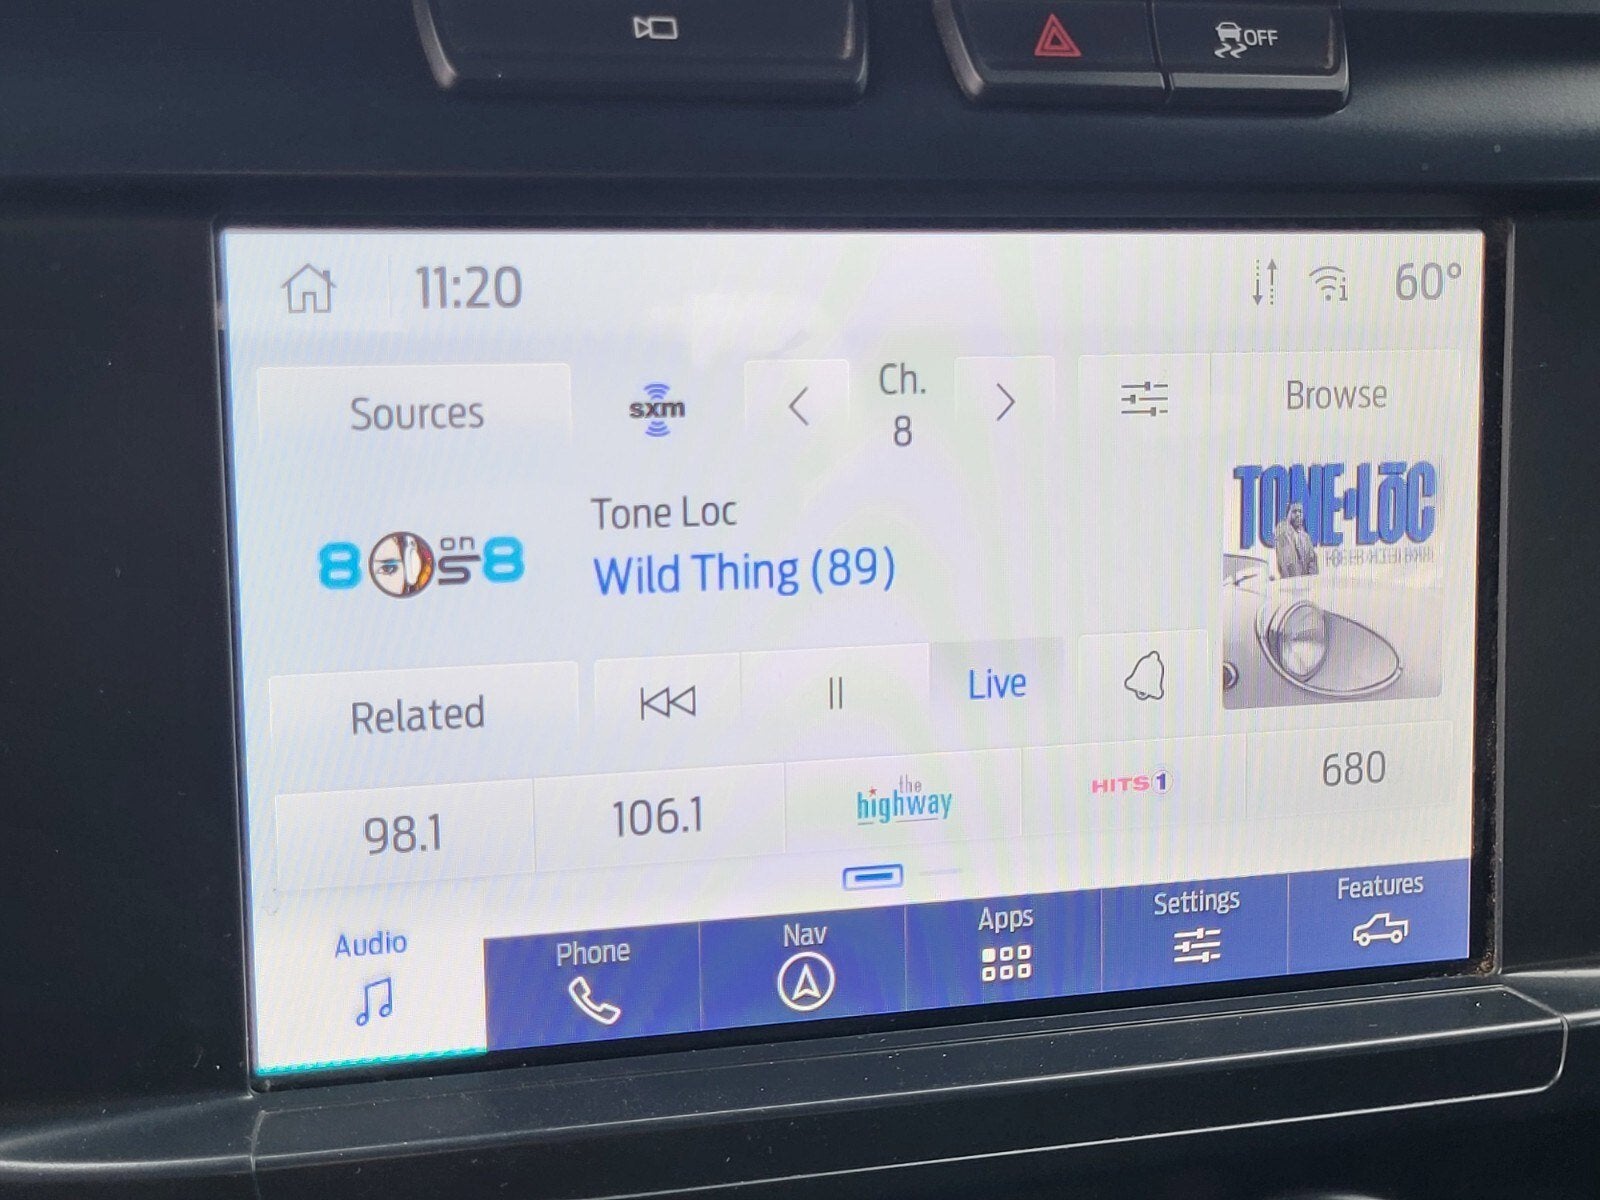 OFF
11:20
60°
Sources
sxm
Ch.
8
Browse
8 on 8
Tone Loc
Wild Thing (89)
TONE-LŌC
Related
Live
98.1
106.1
the
highway
HITS 1
680
Audio
Phone
Nav
Apps
Settings
Features